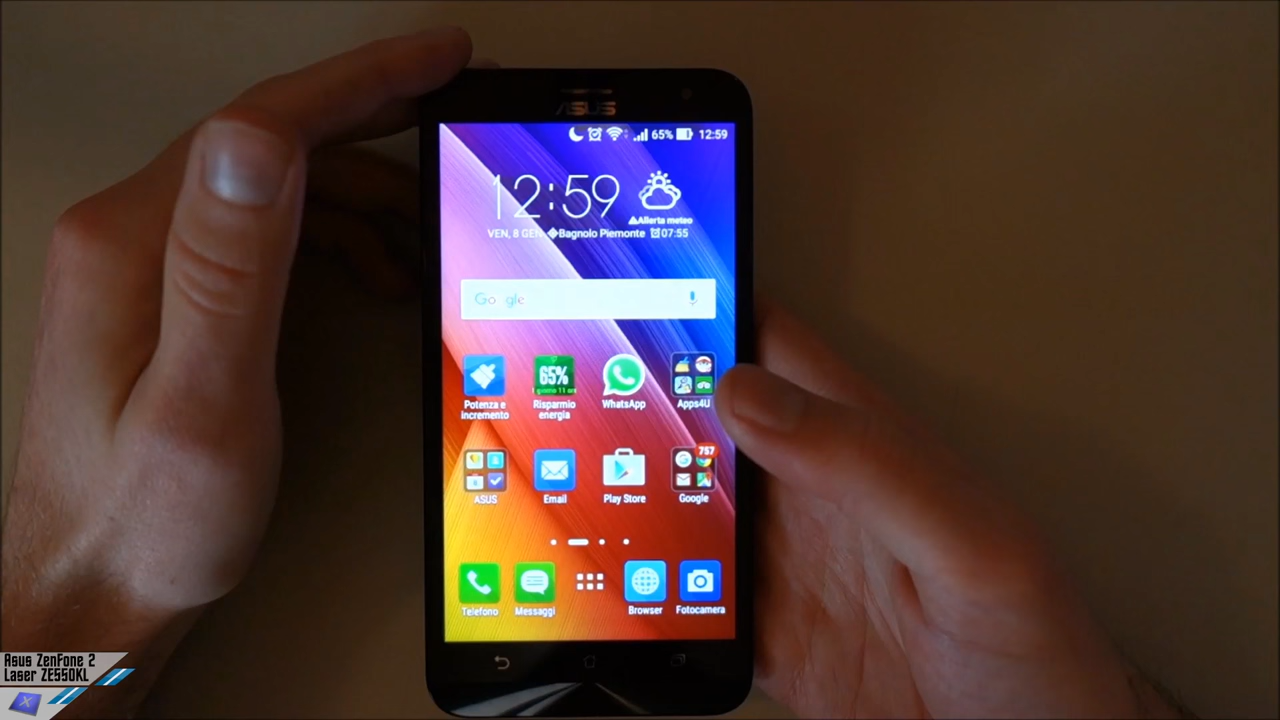 ASUS
65% 12:59
12:59
Allerta meteo
VEN, 8 GEN Bagnolo Piemonte 07:55
Google
65%
Potenza e
incremento
Risparmio
energia
WhatsApp
Apps4U
757
ASUS
Email
Play Store
Google
Telefono
Messaggi
Browser
Fotocamera
Asus ZenFone 2
Laser ZE550KL